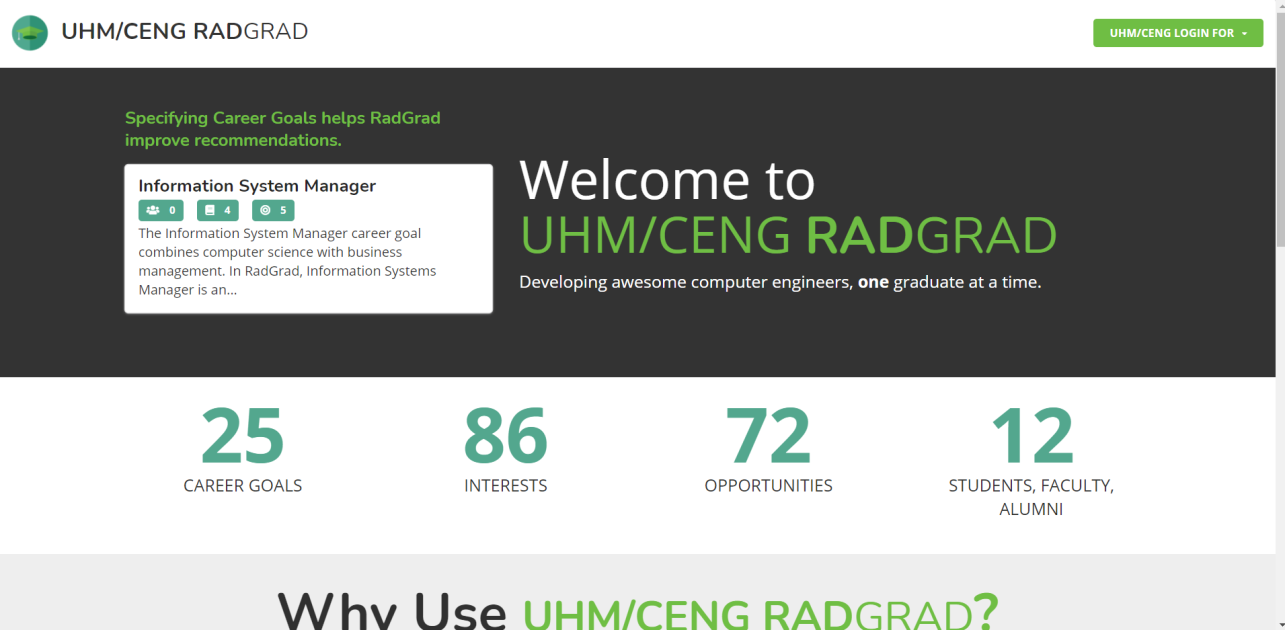 UHM/CENG RADGRAD
UHM/CENG LOGIN FOR
Specifying Career Goals helps RadGrad
improve recommendations.
Information System Manager
0 4 5
The Information System Manager career goal
combines computer science with business
management. In RadGrad, Information Systems
Manager is an...
Welcome to
UHM/CENG RADGRAD
Developing awesome computer engineers, one graduate at a time.
25
CAREER GOALS
86
INTERESTS
72
OPPORTUNITIES
12
STUDENTS, FACULTY,
ALUMNI
Why Use UHM/CENG RADGRAD?